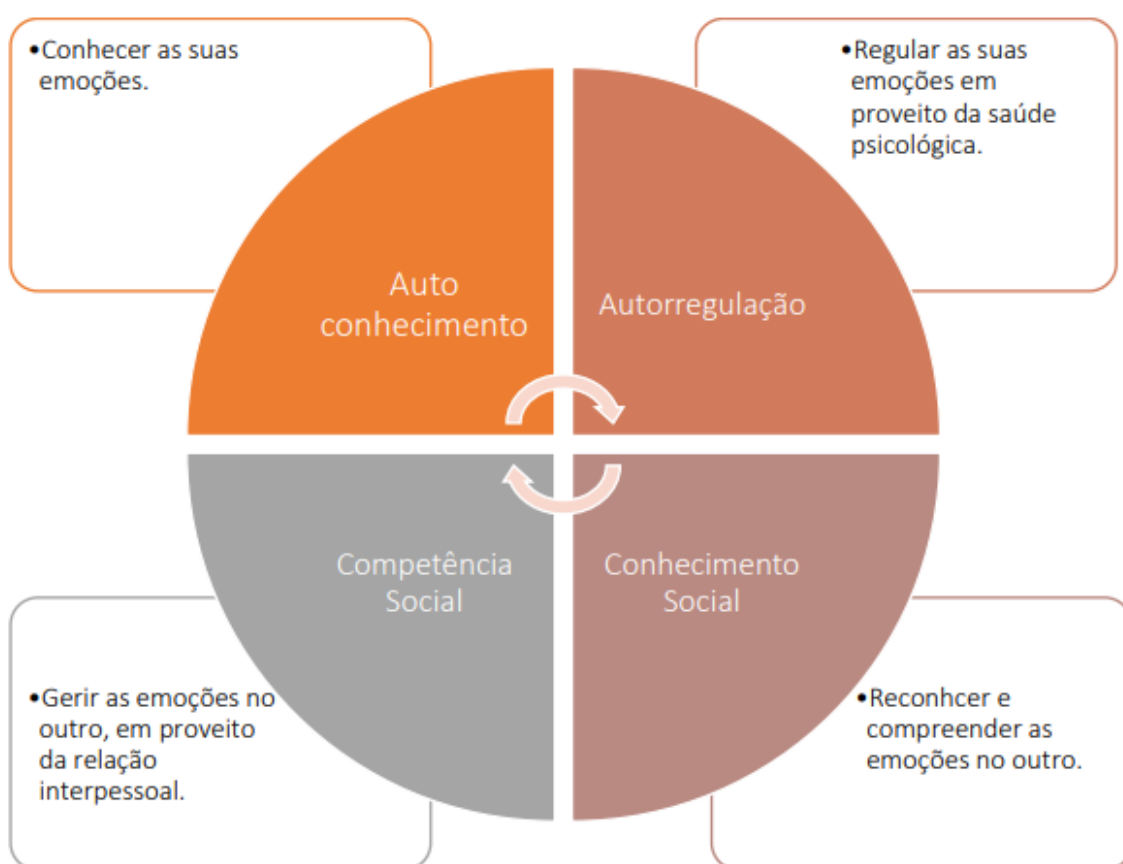 •Conhecer as suas
emoções.
•Regular as suas
emoções em
proveito da saúde
psicológica.
Auto
conhecimento
Autorregulação
Competência
Social
Conhecimento
Social
•Gerir as emoções no
outro, em proveito
da relação
interpessoal.
•Reconhcer e
compreender as
emoções no outro.